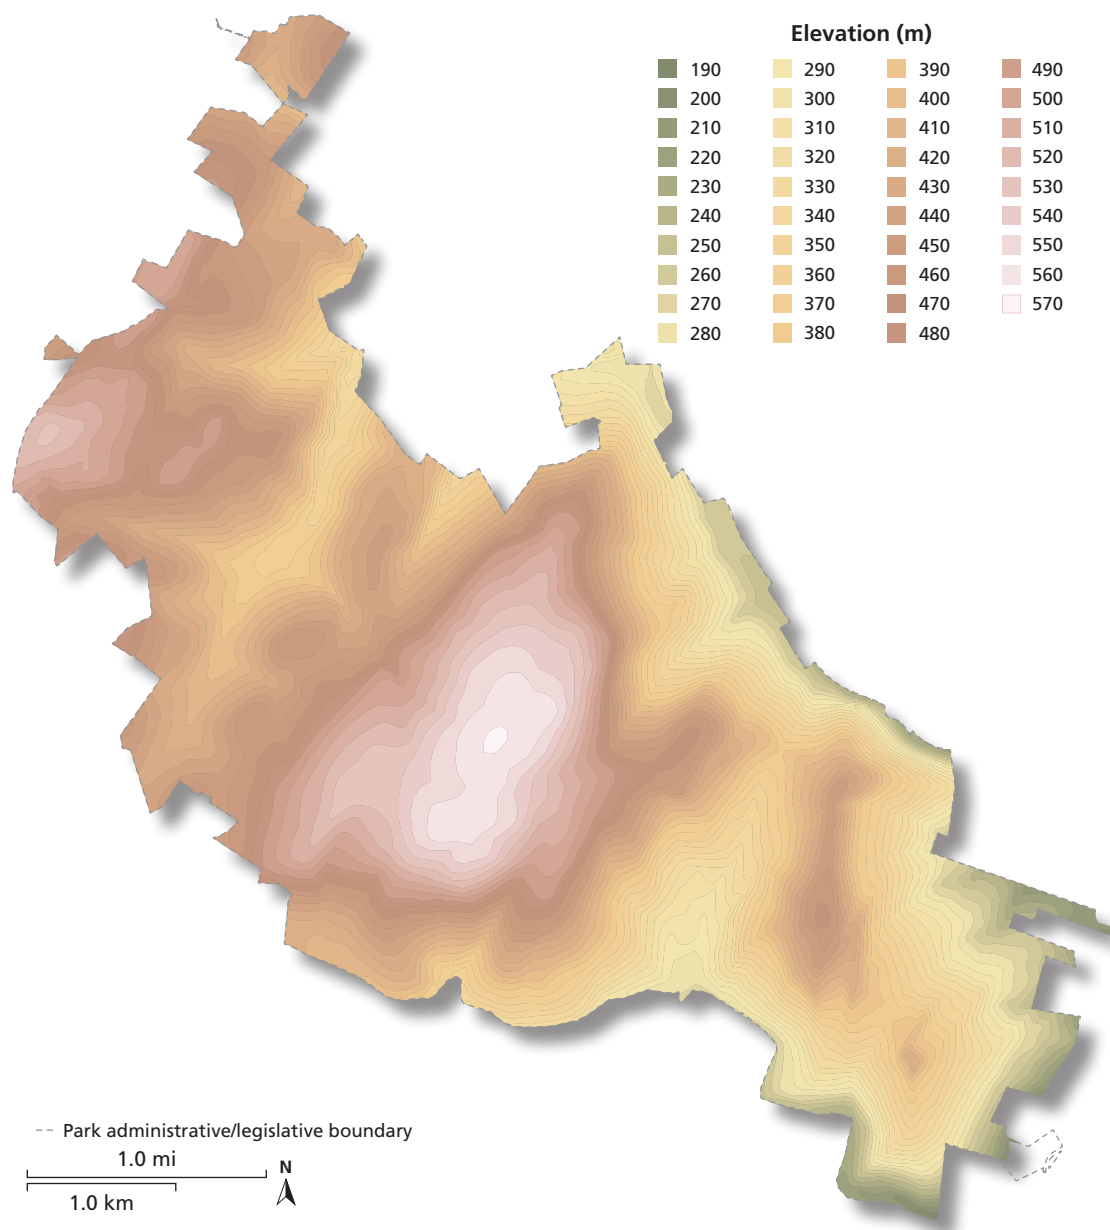 Elevation (m)
190 290 390 490
200 300 400 500
210 310 410 510
220 320 420 520
230 330 430 530
240 340 440 540
250 350 450 550
260 360 460 560
270 370 470 570
280 380 480
Park administrative/legislative boundary
1.0 mi
N
1.0 km